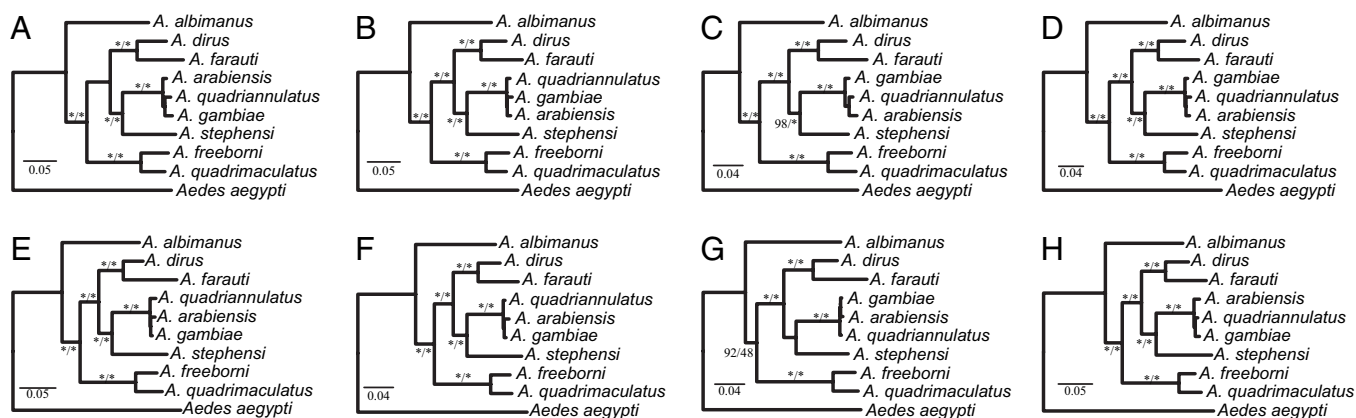 A
A. albimanus
*/*
A. dirus
A. farauti
*/*
A. arabiensis
A. quadriannulatus
A. gambiae
*/*
A. stephensi
*/*
A. freeborni
A. quadrimaculatus
0.05
Aedes aegypti
B
A. albimanus
*/*
A. dirus
*/*
A. farauti
*/*
A. quadriannulatus
A. gambiae
A. arabiensis
*/*
*/*
A. stephensi
*/*
A. freeborni
A. quadrimaculatus
0.05
Aedes aegypti
C
A. albimanus
*/*
A. dirus
*/*
A. farauti
*/*
A. gambiae
A. quadriannulatus
A. arabiensis
*/*
98/*
A. stephensi
*/*
A. freeborni
A. quadrimaculatus
0.04
Aedes aegypti
D
A. albimanus
*/*
A. dirus
*/*
A. farauti
*/*
A. gambiae
A. quadriannulatus
A. arabiensis
*/*
*/*
A. stephensi
*/*
A. freeborni
A. quadrimaculatus
0.04
Aedes aegypti
E
A. albimanus
*/*
A. dirus
*/*
A. farauti
*/*
A. quadriannulatus
A. arabiensis
A. gambiae
*/*
*/*
A. stephensi
*/*
A. freeborni
A. quadrimaculatus
0.05
Aedes aegypti
F
A. albimanus
*/*
A. dirus
*/*
A. farauti
*/*
A. quadriannulatus
A. arabiensis
A. gambiae
*/*
*/*
A. stephensi
*/*
A. freeborni
A. quadrimaculatus
0.04
Aedes aegypti
G
A. albimanus
*/*
A. dirus
*/*
A. farauti
*/*
A. gambiae
A. arabiensis
A. quadriannulatus
92/48
A. stephensi
*/*
A. freeborni
A. quadrimaculatus
0.04
Aedes aegypti
H
A. albimanus
*/*
A. dirus
*/*
A. farauti
*/*
A. arabiensis
A. quadriannulatus
A. gambiae
*/*
*/*
A. stephensi
*/*
A. freeborni
A. quadrimaculatus
0.05
Aedes aegypti